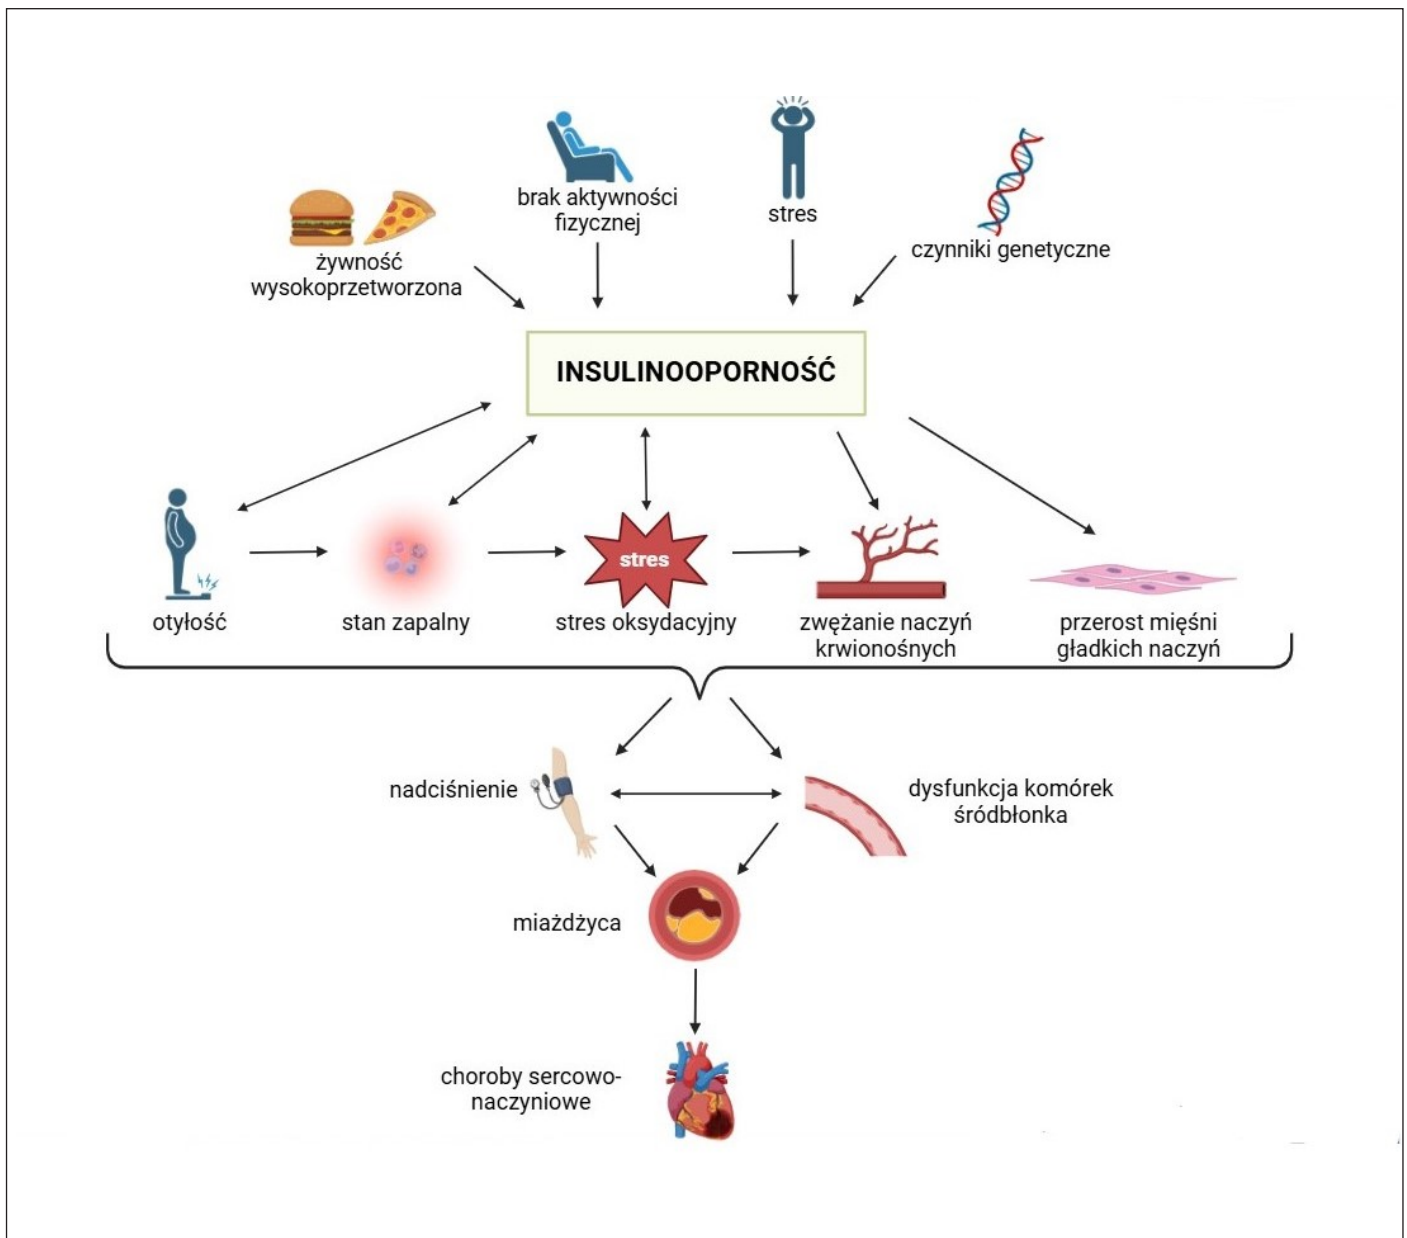 brak aktywności
fizycznej
stres
czynniki genetyczne
żywność
wysokoprzetworzona
INSULINOOPORNOŚĆ
stres
otyłość
stan zapalny
stres oksydacyjny
zwężanie naczyń
krwionośnych
przerost mięśni
gładkich naczyń
nadciśnienie
dysfunkcja komórek
śródbłonka
miażdżyca
choroby sercowo-
naczyniowe